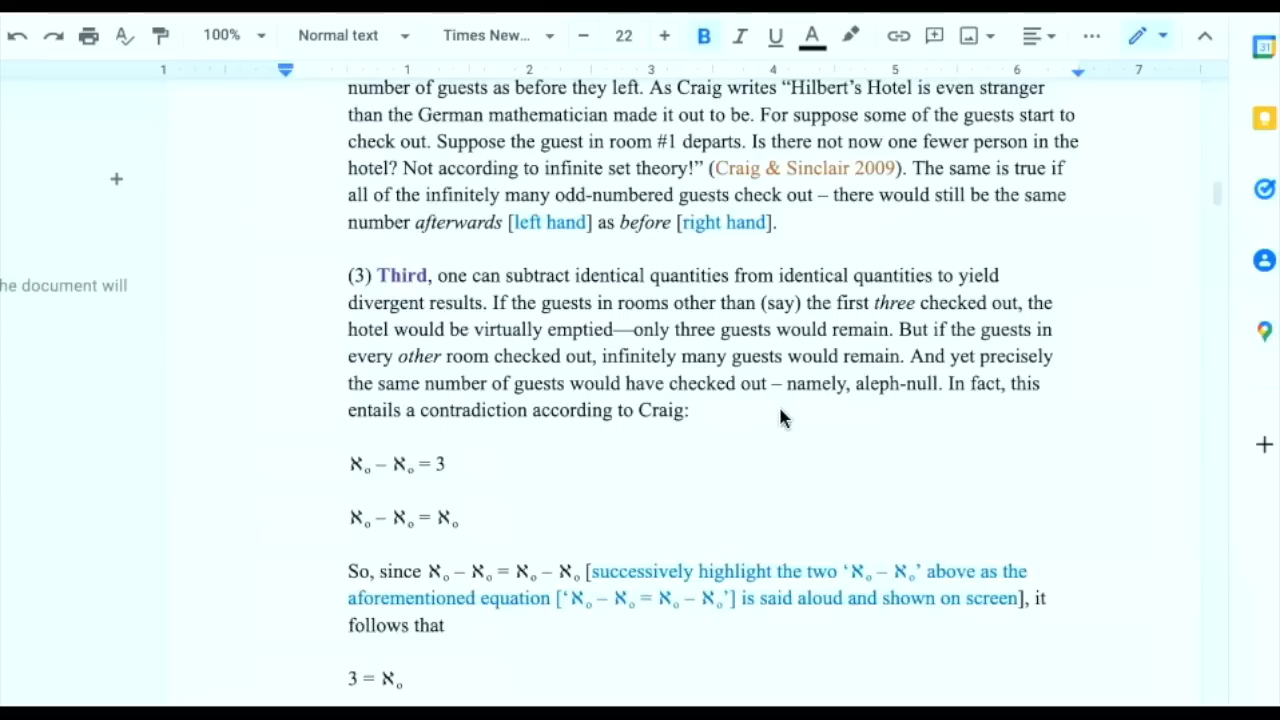 100%
Normal text
Times New...
22
B I U A
31
1 1 2 3 4 5 6 7
number of guests as before they left. As Craig writes “Hilbert’s Hotel is even stranger
than the German mathematician made it out to be. For suppose some of the guests start to
check out. Suppose the guest in room #1 departs. Is there not now one fewer person in the
hotel? Not according to infinite set theory!” (Craig & Sinclair 2009). The same is true if
all of the infinitely many odd-numbered guests check out – there would still be the same
number afterwards [left hand] as before [right hand].
he document will
(3) Third, one can subtract identical quantities from identical quantities to yield
divergent results. If the guests in rooms other than (say) the first three checked out, the
hotel would be virtually emptied—only three guests would remain. But if the guests in
every other room checked out, infinitely many guests would remain. And yet precisely
the same number of guests would have checked out – namely, aleph-null. In fact, this
entails a contradiction according to Craig:
ℵ₀ – ℵ₀ = 3
ℵ₀ – ℵ₀ = ℵ₀
So, since ℵ₀ – ℵ₀ = ℵ₀ – ℵ₀ [successively highlight the two ‘ℵ₀ – ℵ₀’ above as the
aforementioned equation [‘ℵ₀ – ℵ₀ = ℵ₀ – ℵ₀’] is said aloud and shown on screen], it
follows that
3 = ℵ₀